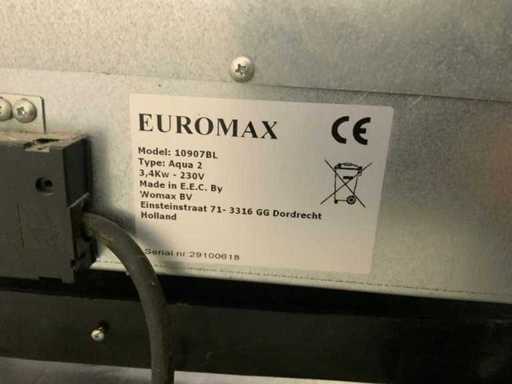 EUROMAX
CE
Model: 10907BL
Type: Aqua 2
3,4Kw - 230V
Made in E.E.C. By
Womax BV
Einsteinstraat 71- 3316 GG Dordrecht
Holland
Serial nr:29100618